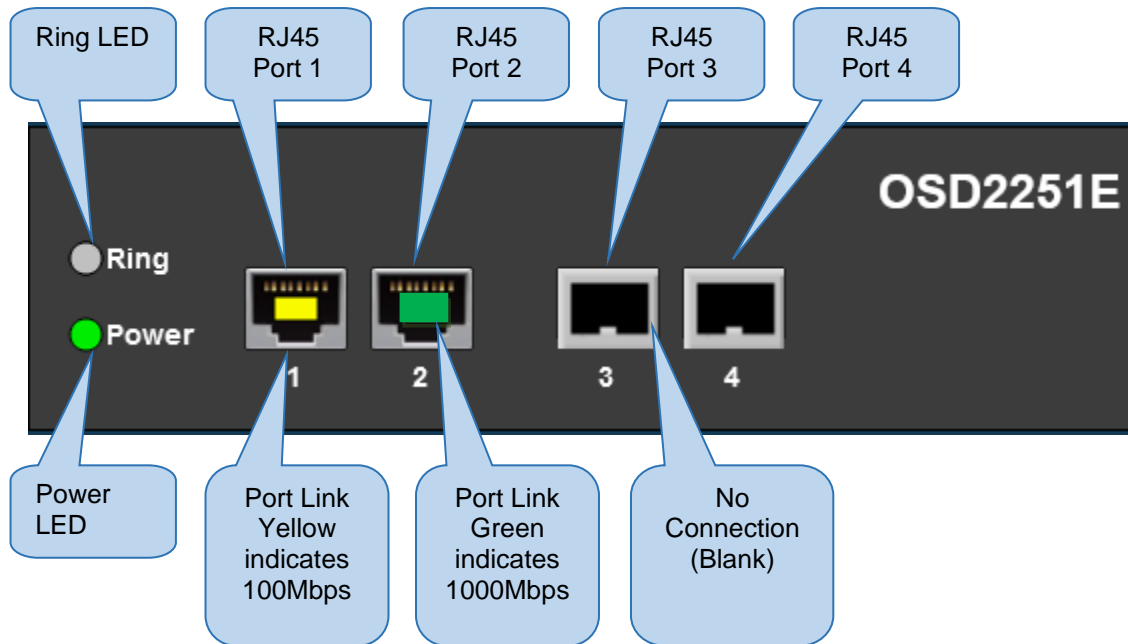 Ring LED
RJ45
Port 1
RJ45
Port 2
RJ45
Port 3
RJ45
Port 4
OSD2251E
Ring
Power
1
2
3
4
Power
LED
Port Link
Yellow
indicates
100Mbps
Port Link
Green
indicates
1000Mbps
No
Connection
(Blank)